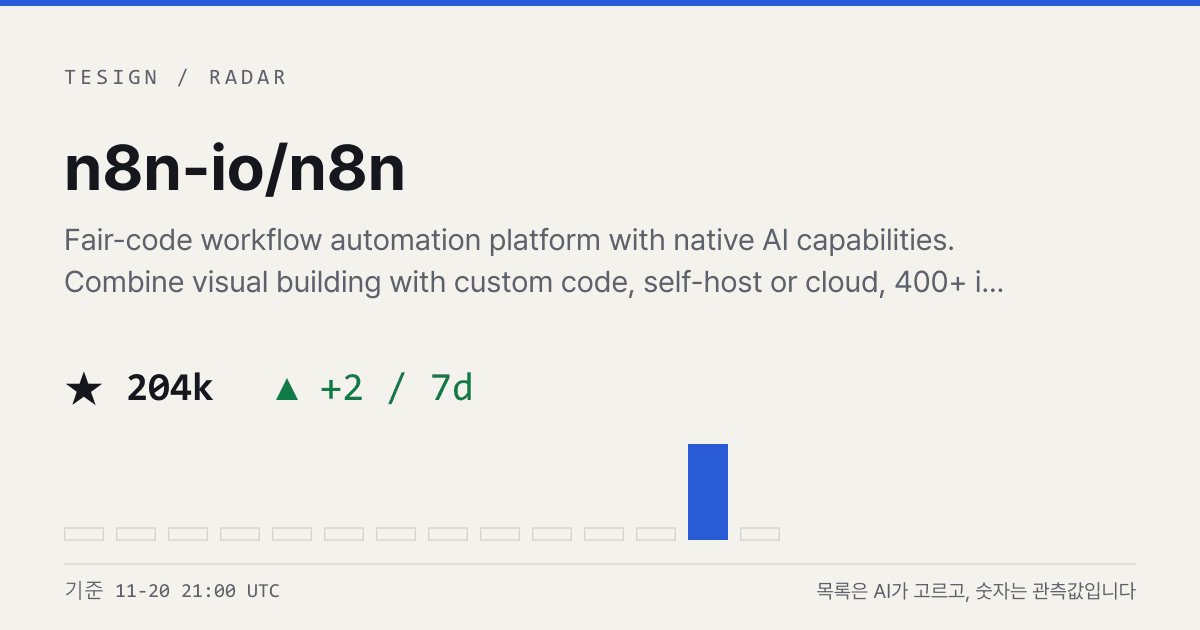 TESIGN / RADAR
n8n-io/n8n
Fair-code workflow automation platform with native AI capabilities.
Combine visual building with custom code, self-host or cloud, 400+ i…
★ 204k ▲ +2 / 7d
기준 11-20 21:00 UTC
목록은 AI가 고르고, 숫자는 관측값입니다